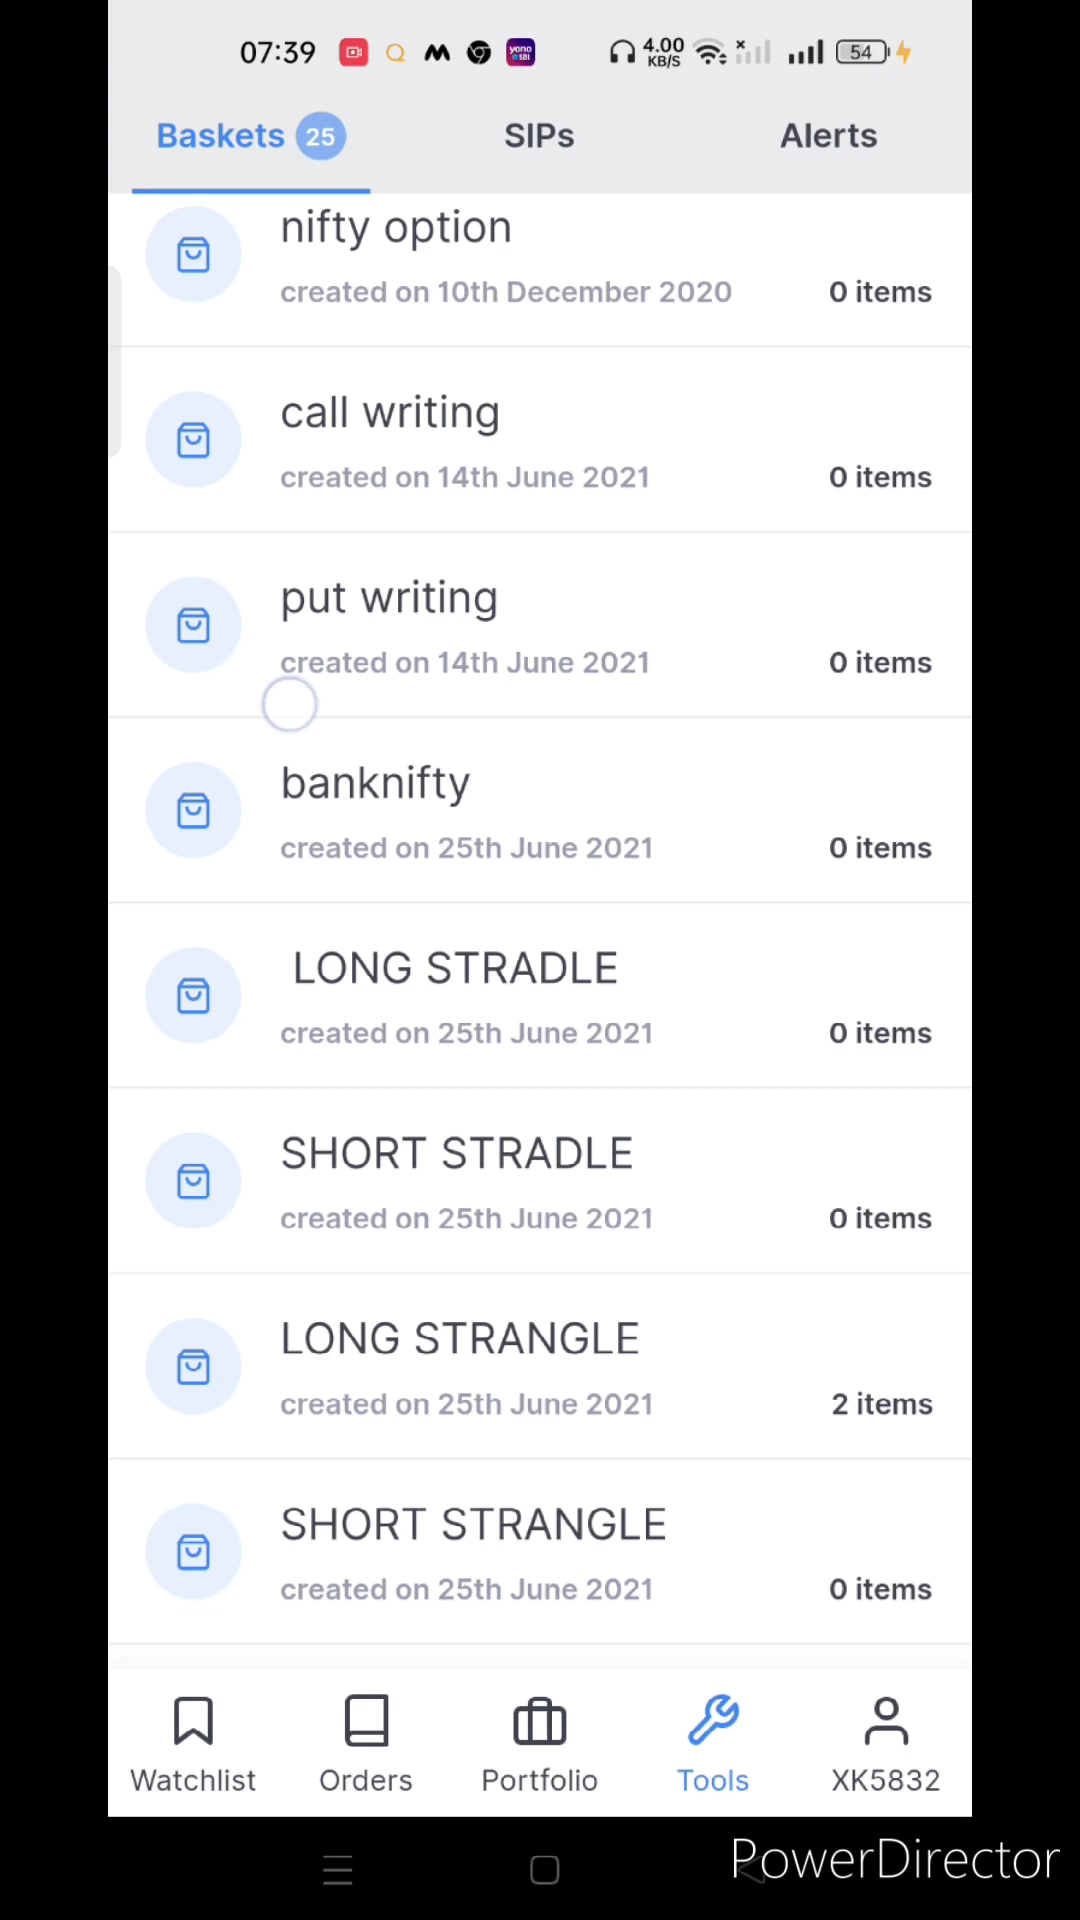 07:39 yono SBI 4.00 KB/S 54
Baskets 25 SIPs Alerts
nifty option
created on 10th December 2020 0 items
call writing
created on 14th June 2021 0 items
put writing
created on 14th June 2021 0 items
banknifty
created on 25th June 2021 0 items
LONG STRADLE
created on 25th June 2021 0 items
SHORT STRADLE
created on 25th June 2021 0 items
LONG STRANGLE
created on 25th June 2021 2 items
SHORT STRANGLE
created on 25th June 2021 0 items
Watchlist Orders Portfolio Tools XK5832
PowerDirector